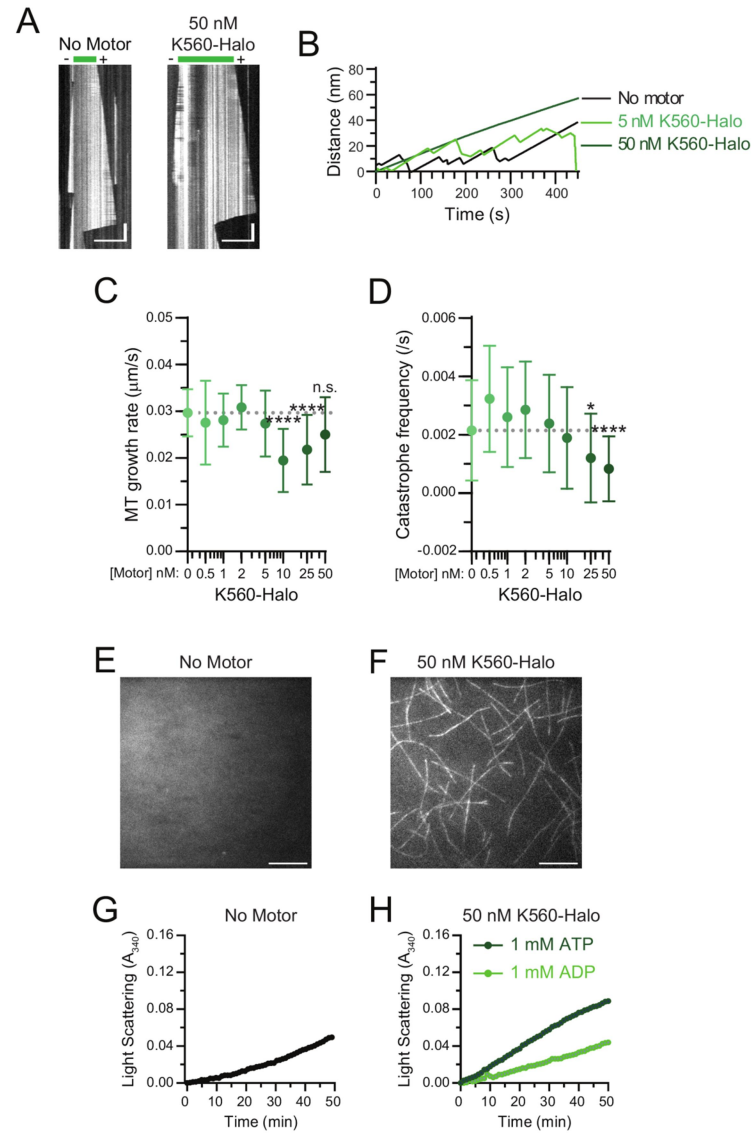 A
No Motor
- +
50 nM
K560-Halo
- +
B
Distance (nm)
80
60
40
20
0
0 100 200 300 400
Time (s)
No motor
5 nM K560-Halo
50 nM K560-Halo
C
MT growth rate (μm/s)
0.05
0.04
0.03
0.02
0.01
0.00
**** **** n.s.
[Motor] nM: 0 0.5 1 2 5 10 25 50
K560-Halo
D
Catastrophe frequency (/s)
0.006
0.004
0.002
0.000
-0.002
* ****
[Motor] nM: 0 0.5 1 2 5 10 25 50
K560-Halo
E
No Motor
F
50 nM K560-Halo
G
No Motor
Light Scattering (A340)
0.16
0.12
0.08
0.04
0.00
0 10 20 30 40 50
Time (min)
H
50 nM K560-Halo
Light Scattering (A340)
0.16
0.12
0.08
0.04
0.00
1 mM ATP
1 mM ADP
0 10 20 30 40 50
Time (min)